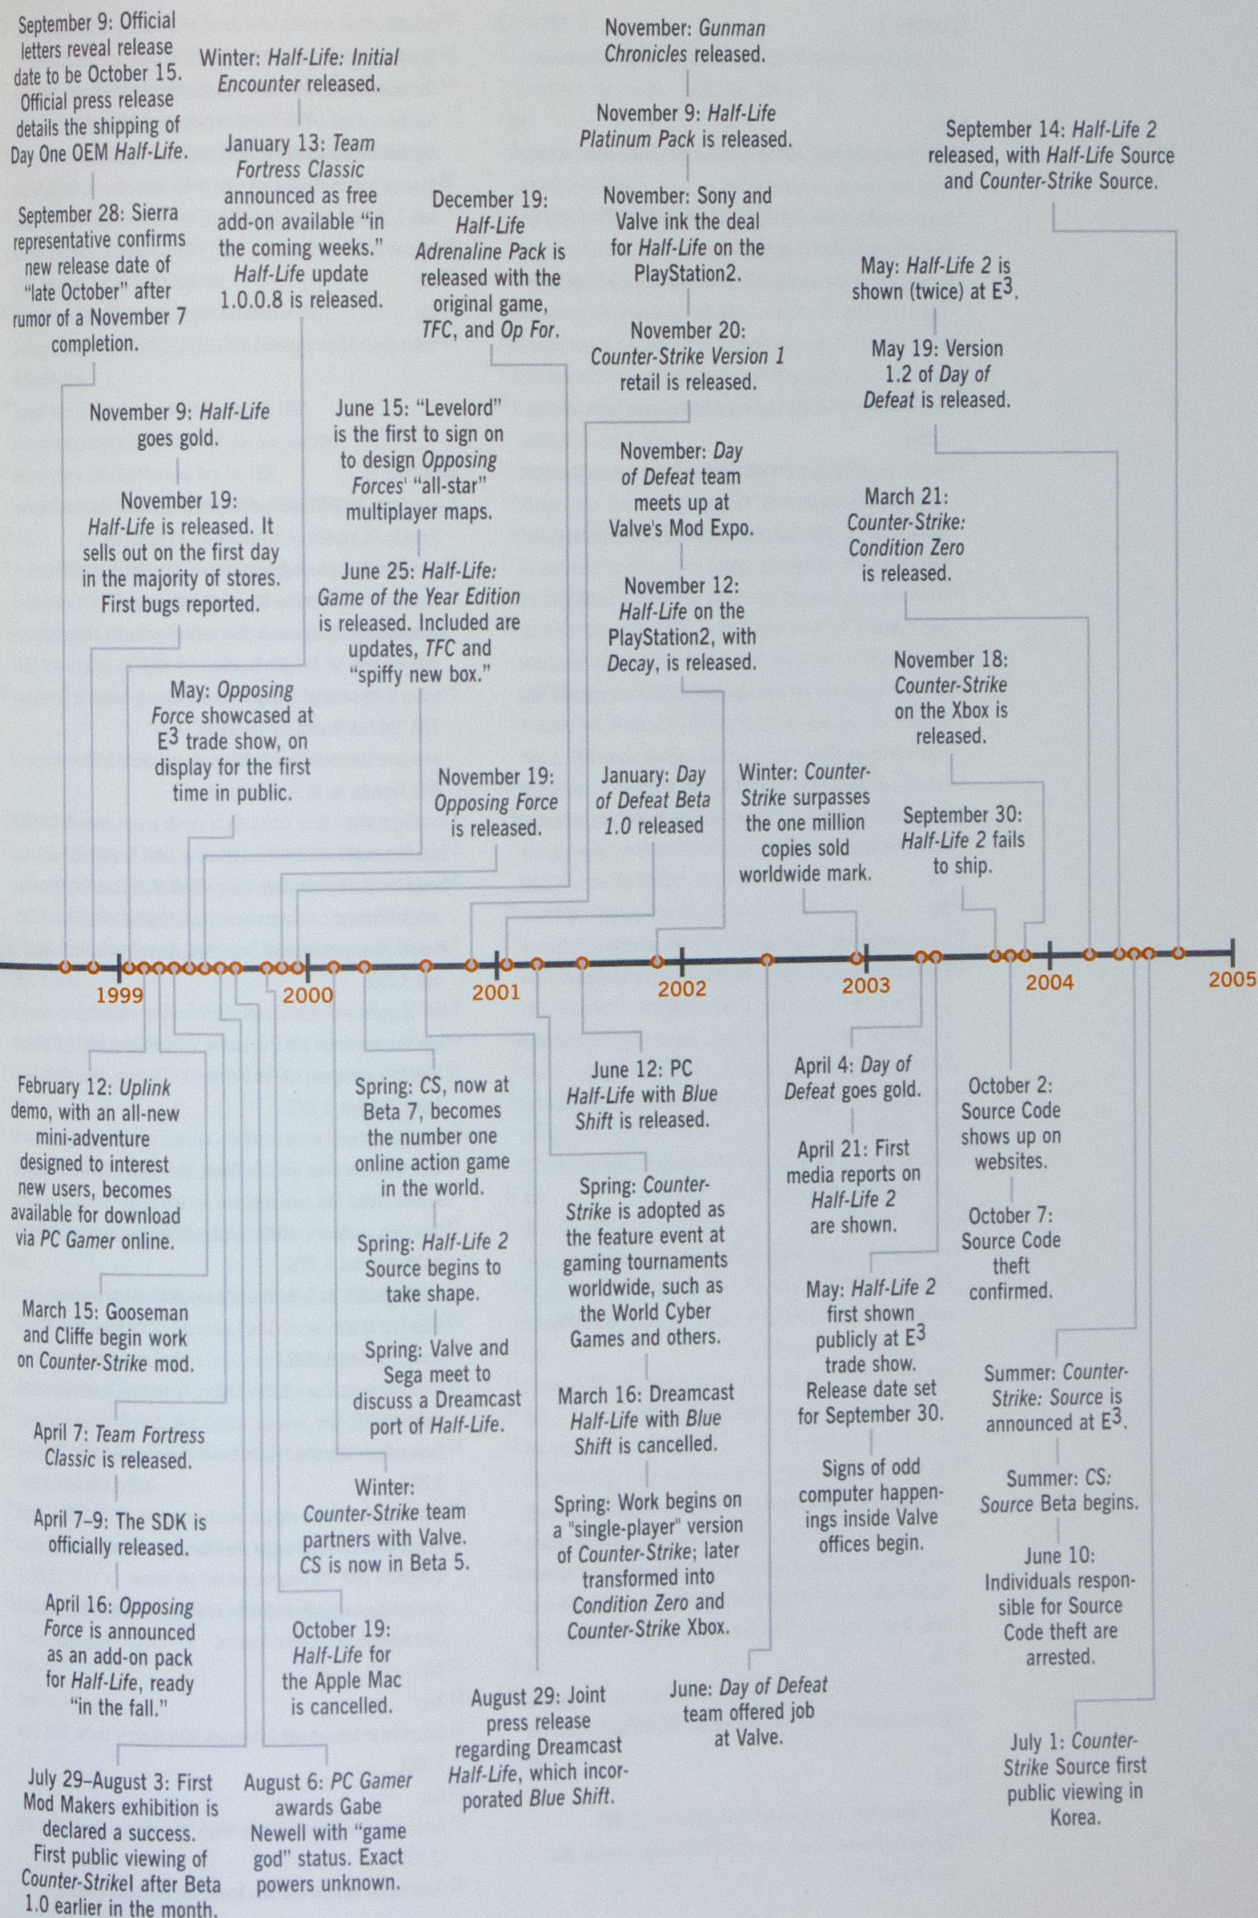 September 9: Official
letters reveal release
date to be October 15.
Official press release
details the shipping of
Day One OEM Half-Life.
September 28: Sierra
representative confirms
new release date of
“late October” after
rumor of a November 7
completion.
November 9: Half-Life
goes gold.
November 19:
Half-Life is released. It
sells out on the first day
in the majority of stores.
First bugs reported.
Winter: Half-Life: Initial
Encounter released.
January 13: Team
Fortress Classic
announced as free
add-on available “in
the coming weeks.”
Half-Life update
1.0.0.8 is released.
May: Opposing
Force showcased at
E3 trade show, on
display for the first
time in public.
June 15: “Levelord”
is the first to sign on
to design Opposing
Forces' “all-star”
multiplayer maps.
June 25: Half-Life:
Game of the Year Edition
is released. Included are
updates, TFC and
“spiffy new box.”
November 19:
Opposing Force
is released.
December 19:
Half-Life
Adrenaline Pack is
released with the
original game,
TFC, and Op For.
November: Gunman
Chronicles released.
November 9: Half-Life
Platinum Pack is released.
November: Sony and
Valve ink the deal
for Half-Life on the
PlayStation2.
November 20:
Counter-Strike Version 1
retail is released.
January: Day
of Defeat Beta
1.0 released
November: Day
of Defeat team
meets up at
Valve's Mod Expo.
November 12:
Half-Life on the
PlayStation2, with
Decay, is released.
Winter: Counter-
Strike surpasses
the one million
copies sold
worldwide mark.
September 30:
Half-Life 2 fails
to ship.
November 18:
Counter-Strike
on the Xbox is
released.
March 21:
Counter-Strike:
Condition Zero
is released.
May: Half-Life 2 is
shown (twice) at E3.
May 19: Version
1.2 of Day of
Defeat is released.
September 14: Half-Life 2
released, with Half-Life Source
and Counter-Strike Source.
1999
2000
2001
2002
2003
2004
2005
February 12: Uplink
demo, with an all-new
mini-adventure
designed to interest
new users, becomes
available for download
via PC Gamer online.
March 15: Gooseman
and Cliffe begin work
on Counter-Strike mod.
April 7: Team Fortress
Classic is released.
April 7–9: The SDK is
officially released.
April 16: Opposing
Force is announced
as an add-on pack
for Half-Life, ready
“in the fall.”
July 29–August 3: First
Mod Makers exhibition is
declared a success.
First public viewing of
Counter-Strikel after Beta
1.0 earlier in the month.
August 6: PC Gamer
awards Gabe
Newell with “game
god” status. Exact
powers unknown.
October 19:
Half-Life for
the Apple Mac
is cancelled.
Winter:
Counter-Strike team
partners with Valve.
CS is now in Beta 5.
Spring: CS, now at
Beta 7, becomes
the number one
online action game
in the world.
Spring: Half-Life 2
Source begins to
take shape.
Spring: Valve and
Sega meet to
discuss a Dreamcast
port of Half-Life.
August 29: Joint
press release
regarding Dreamcast
Half-Life, which incor-
porated Blue Shift.
June 12: PC
Half-Life with Blue
Shift is released.
Spring: Counter-
Strike is adopted as
the feature event at
gaming tournaments
worldwide, such as
the World Cyber
Games and others.
March 16: Dreamcast
Half-Life with Blue
Shift is cancelled.
Spring: Work begins on
a "single-player" version
of Counter-Strike; later
transformed into
Condition Zero and
Counter-Strike Xbox.
June: Day of Defeat
team offered job
at Valve.
April 4: Day of
Defeat goes gold.
April 21: First
media reports on
Half-Life 2
are shown.
May: Half-Life 2
first shown
publicly at E3
trade show.
Release date set
for September 30.
Signs of odd
computer happen-
ings inside Valve
offices begin.
October 2:
Source Code
shows up on
websites.
October 7:
Source Code
theft
confirmed.
Summer: Counter-
Strike: Source is
announced at E3.
Summer: CS:
Source Beta begins.
June 10:
Individuals respon-
sible for Source
Code theft are
arrested.
July 1: Counter-
Strike Source first
public viewing in
Korea.